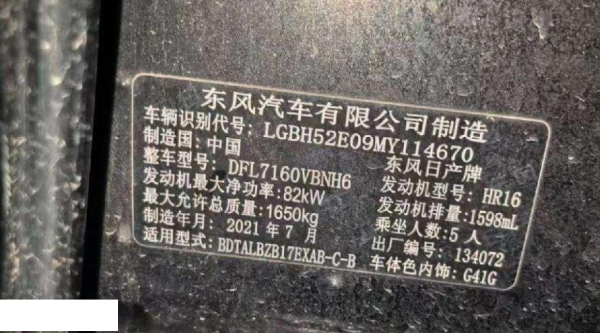 东风汽车有限公司制造
车辆识别代号: LGBH52E09MY114670
制造国: 中国 东风日产牌
整车型号: DFL7160VBNH6 发动机型号: HR16
发动机最大净功率: 82kW 发动机排量: 1598mL
最大允许总质量: 1650kg 乘坐人数: 5 人
制造年月: 2021 年 7 月 出厂编号: 134072
适用型式: BDTALBZB17EXAB-C-B 车体色内饰: G41G